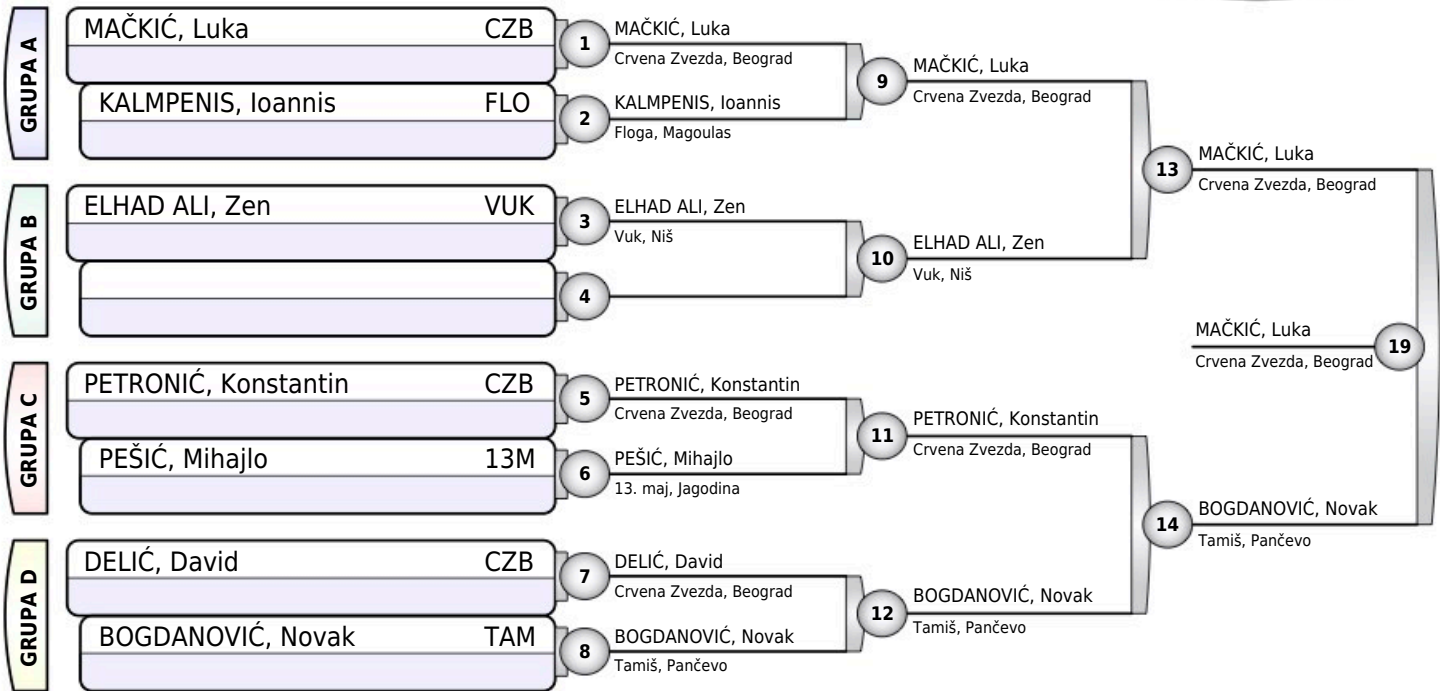 GRUPA A
MAČKIĆ, Luka CZB
KALMPENIS, Ioannis FLO
GRUPA B
ELHAD ALI, Zen VUK
GRUPA C
PETRONIĆ, Konstantin CZB
PEŠIĆ, Mihajlo 13M
GRUPA D
DELIĆ, David CZB
BOGDANOVIĆ, Novak TAM
1
MAČKIĆ, Luka
Crvena Zvezda, Beograd
2
KALMPENIS, Ioannis
Floga, Magoulas
3
ELHAD ALI, Zen
Vuk, Niš
4
5
PETRONIĆ, Konstantin
Crvena Zvezda, Beograd
6
PEŠIĆ, Mihajlo
13. maj, Jagodina
7
DELIĆ, David
Crvena Zvezda, Beograd
8
BOGDANOVIĆ, Novak
Tamiš, Pančevo
9
MAČKIĆ, Luka
Crvena Zvezda, Beograd
10
ELHAD ALI, Zen
Vuk, Niš
11
PETRONIĆ, Konstantin
Crvena Zvezda, Beograd
12
BOGDANOVIĆ, Novak
Tamiš, Pančevo
13
MAČKIĆ, Luka
Crvena Zvezda, Beograd
14
BOGDANOVIĆ, Novak
Tamiš, Pančevo
MAČKIĆ, Luka
Crvena Zvezda, Beograd
19